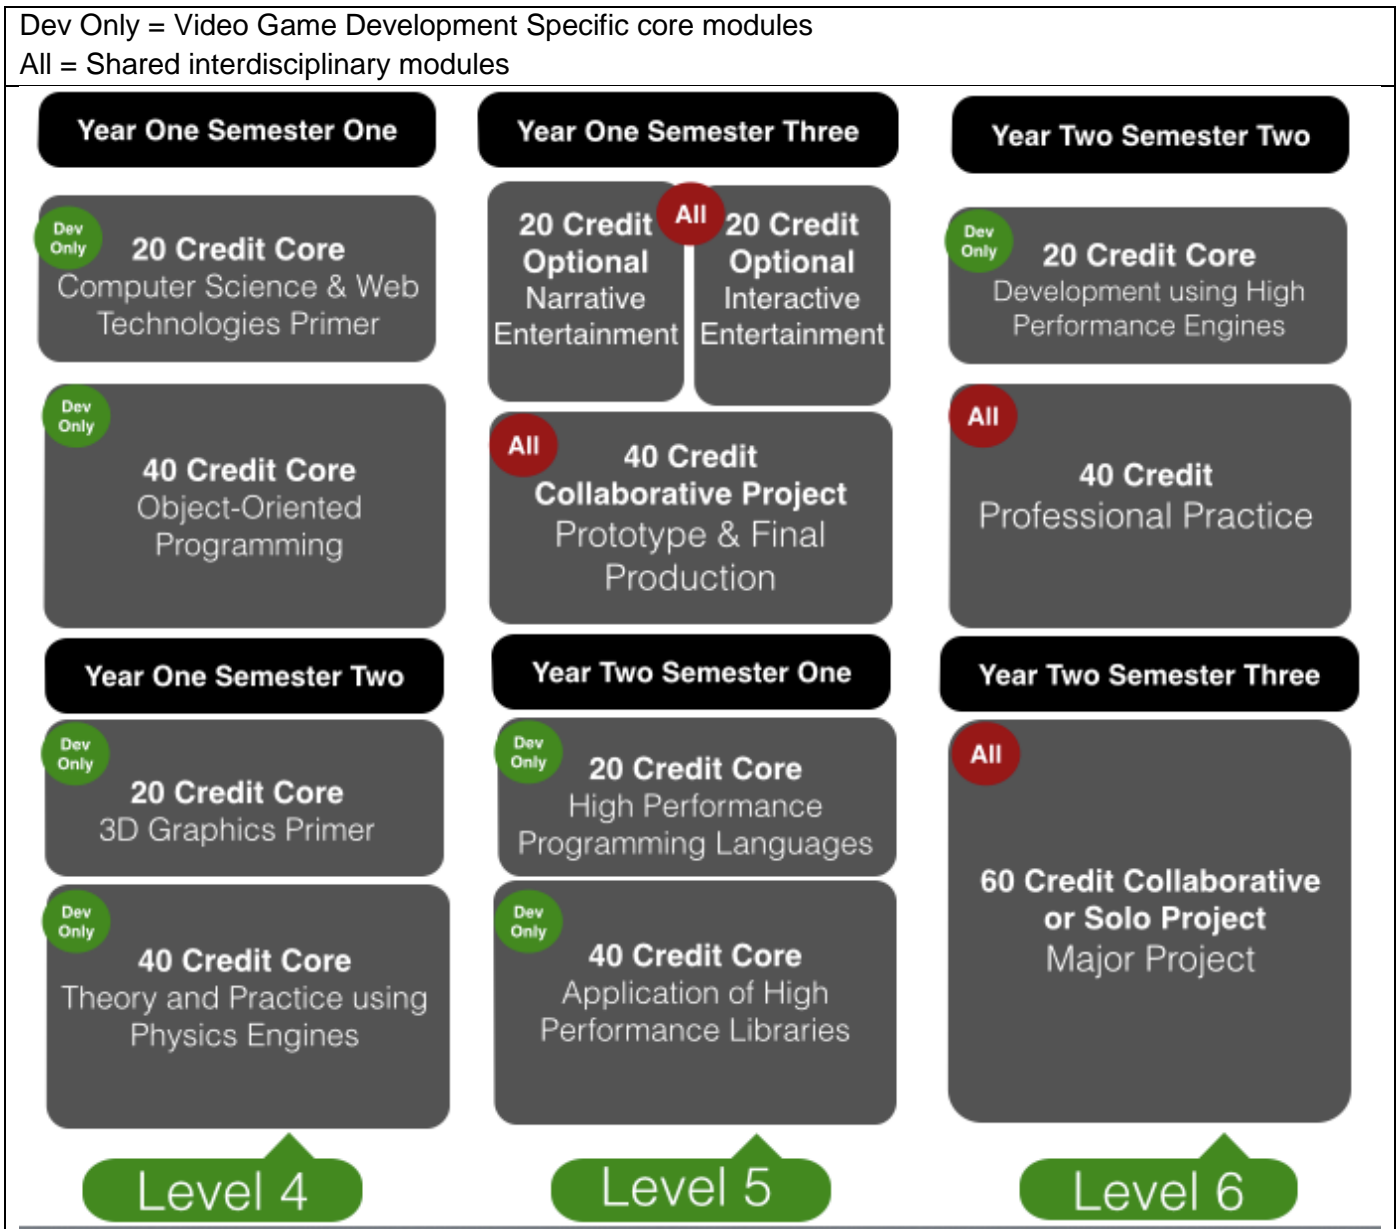 Dev Only = Video Game Development Specific core modules
All = Shared interdisciplinary modules
Year One Semester One
Dev
Only
20 Credit Core
Computer Science & Web
Technologies Primer
Dev
Only
40 Credit Core
Object-Oriented
Programming
Year One Semester Two
Dev
Only
20 Credit Core
3D Graphics Primer
Dev
Only
40 Credit Core
Theory and Practice using
Physics Engines
Level 4
Year One Semester Three
All
20 Credit
Optional
Narrative
Entertainment
20 Credit
Optional
Interactive
Entertainment
All
40 Credit
Collaborative Project
Prototype & Final
Production
Year Two Semester One
Dev
Only
20 Credit Core
High Performance
Programming Languages
Dev
Only
40 Credit Core
Application of High
Performance Libraries
Level 5
Year Two Semester Two
Dev
Only
20 Credit Core
Development using High
Performance Engines
All
40 Credit
Professional Practice
Year Two Semester Three
All
60 Credit Collaborative
or Solo Project
Major Project
Level 6